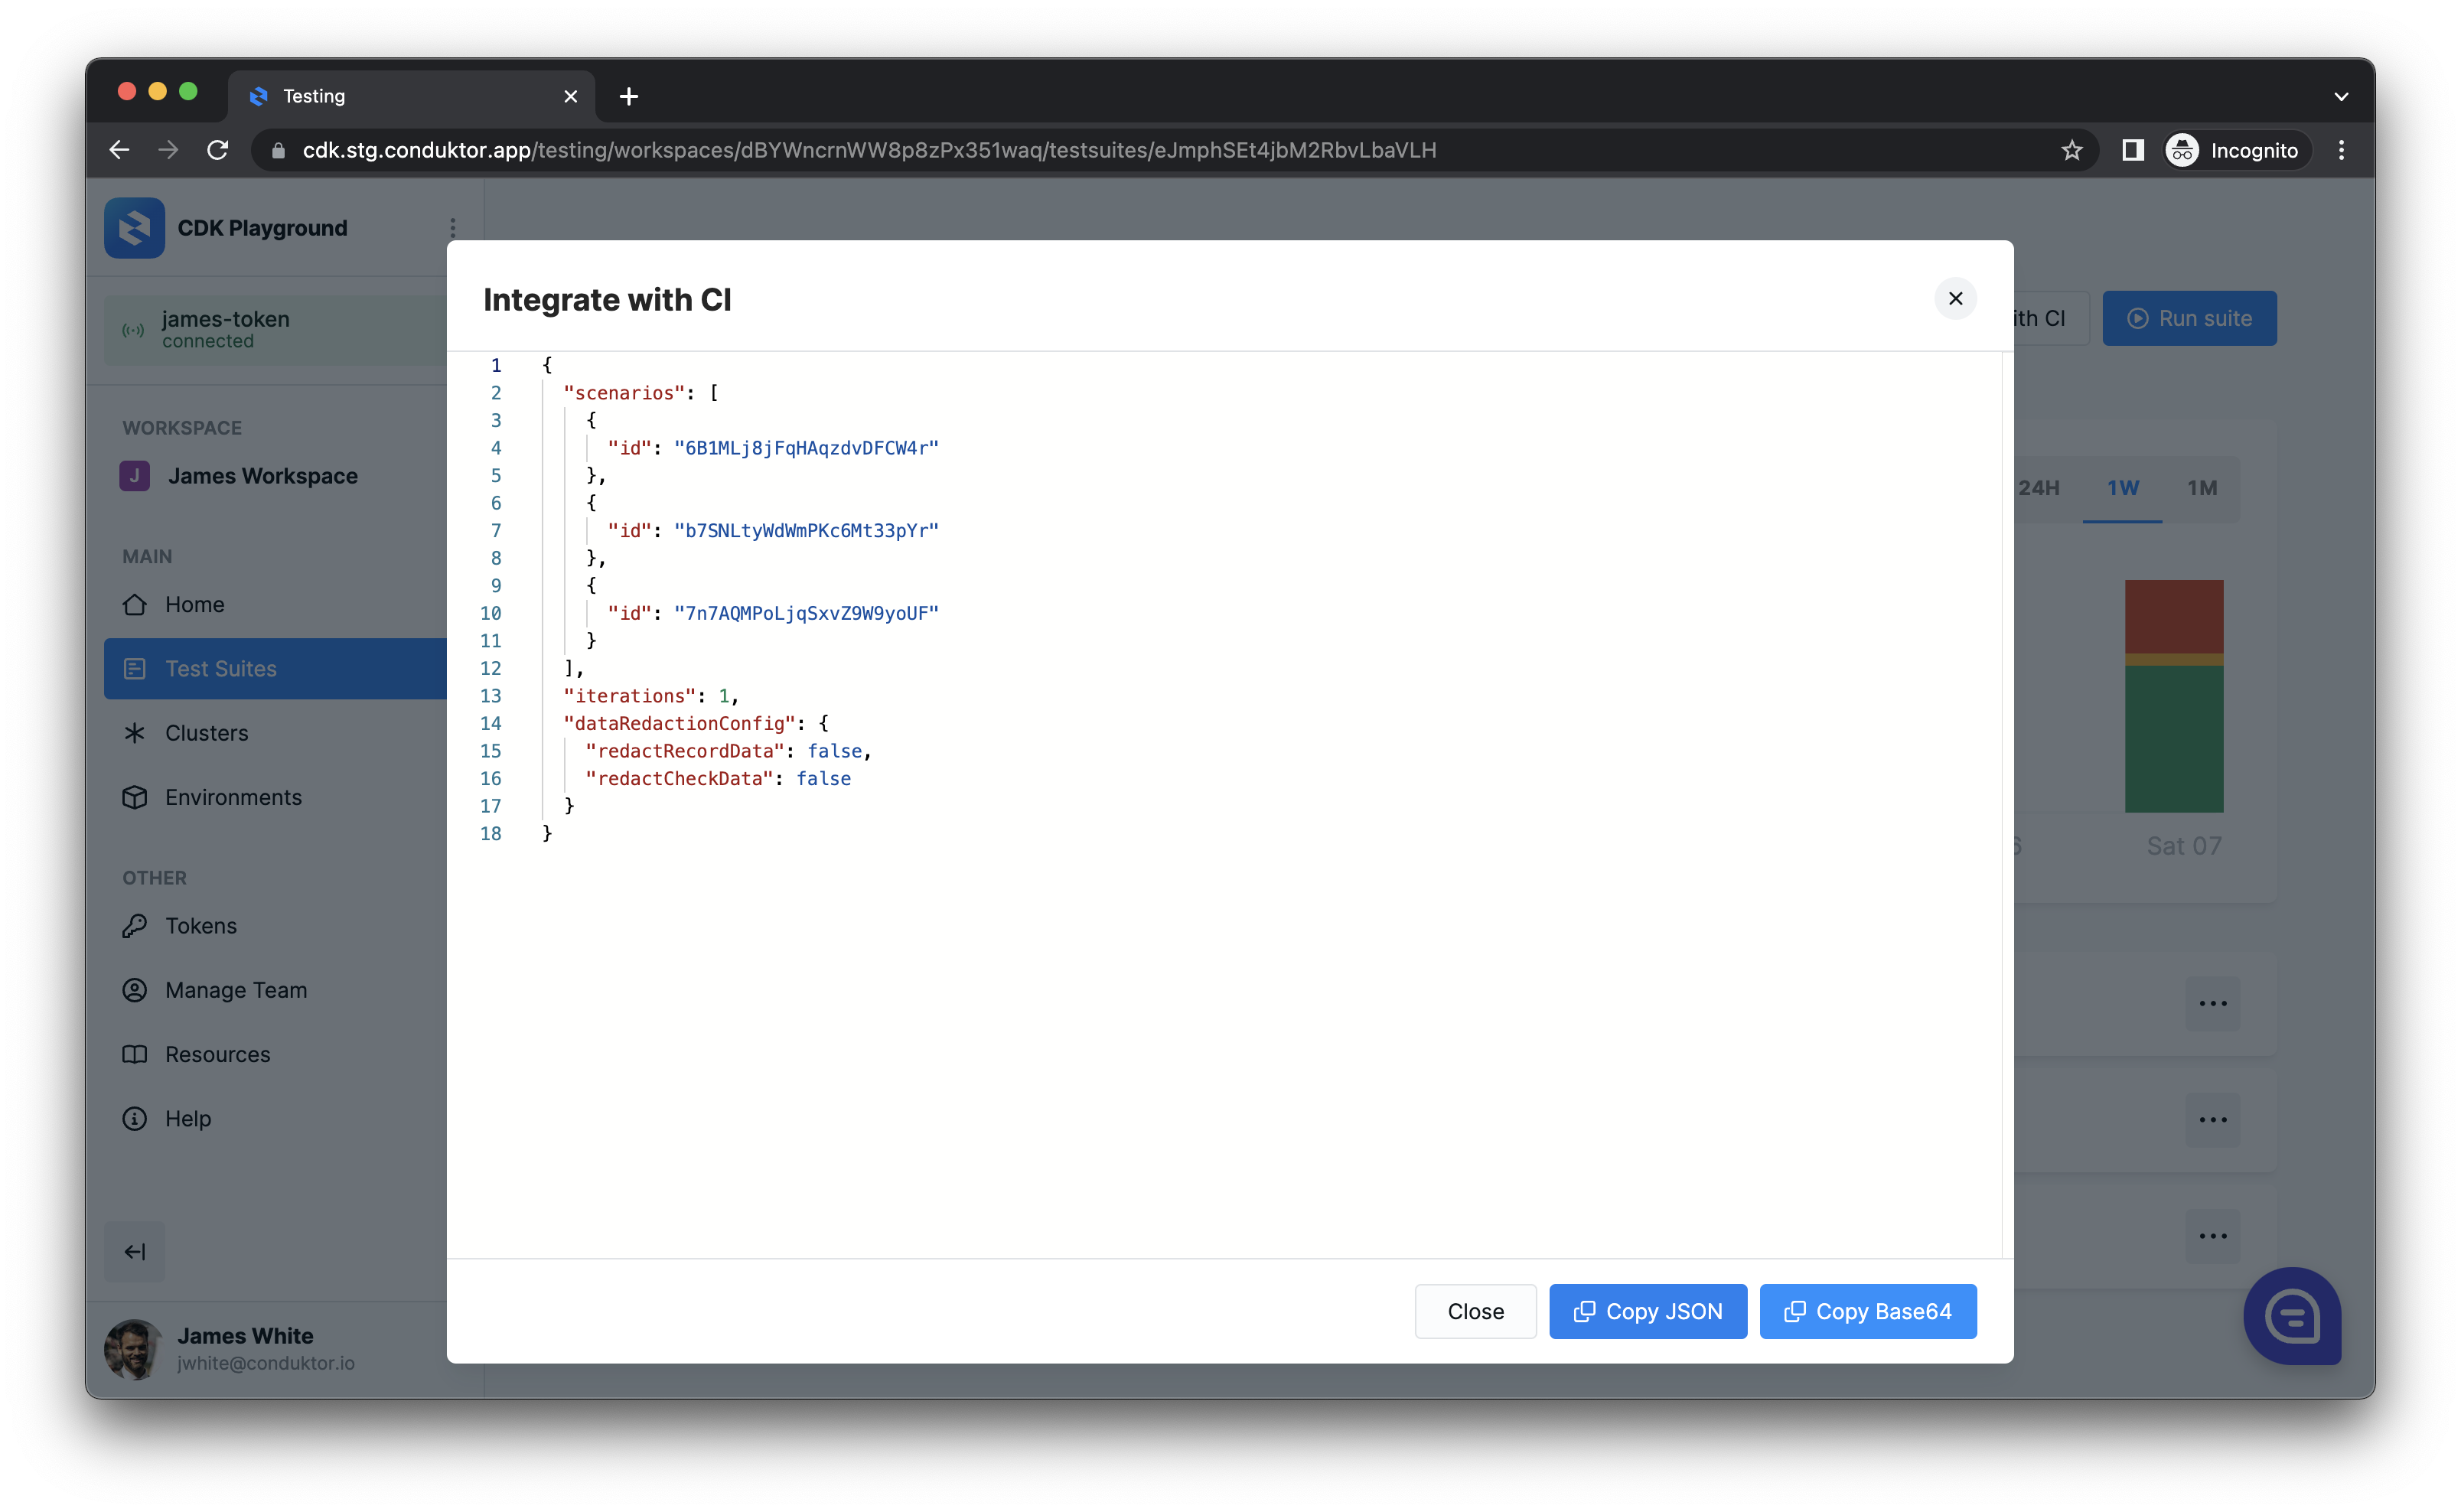 Testing
cdk.stg.conduktor.app/testing/workspaces/dBYWncrnWW8p8zPx351waq/testsuites/eJmphSEt4jbM2RbvLbaVLH
Incognito
CDK Playground
james-token
connected
WORKSPACE
J
James Workspace
MAIN
Home
Test Suites
Clusters
Environments
OTHER
Tokens
Manage Team
Resources
Help
James White
jwhite@conduktor.io
Integrate with CI
1 {
2 "scenarios": [
3 {
4 "id": "6B1MLj8jFqHAqzdvDFCW4r"
5 },
6 {
7 "id": "b7SNLtyWdWmPKc6Mt33pYr"
8 },
9 {
10 "id": "7n7AQMPoLjqSxvZ9W9yoUF"
11 }
12 ],
13 "iterations": 1,
14 "dataRedactionConfig": {
15 "redactRecordData": false,
16 "redactCheckData": false
17 }
18 }
Close
Copy JSON
Copy Base64
ith CI
Run suite
24H 1W 1M
Sat 07